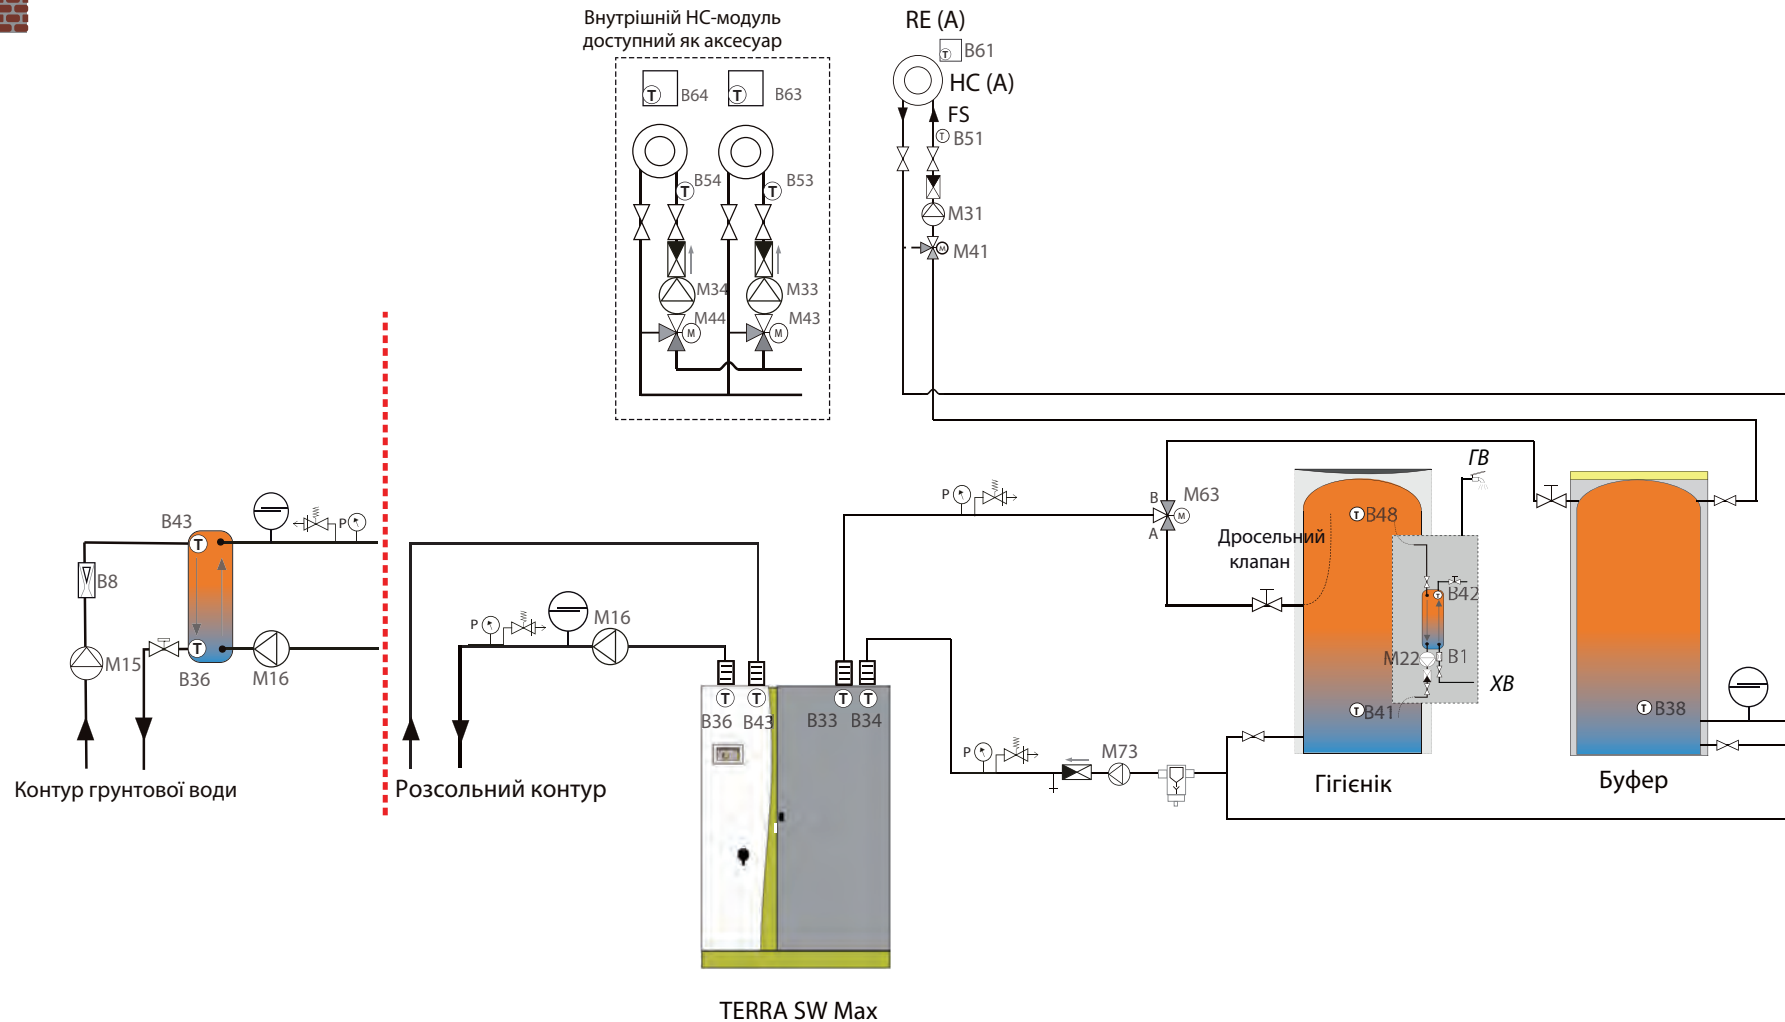 Внутрішній НС-модуль
доступний як аксесуар
RE (A)
T B61
HC (A)
FS
T B51
M31
M M41
T B64
T B63
T B54
T B53
M34
M33
M44
M
M43
M
B43
T
P
B8
M15
T
B36
M16
Контур грунтової води
P
M16
Розсольний контур
T
B36
T
B43
T
B33
T
B34
TERRA SW Max
P
B
M63
M
A
Дросельний
клапан
P
M73
T B48
ГВ
T
B42
M22
B1
ХВ
T B41
Гігієнік
T B38
Буфер